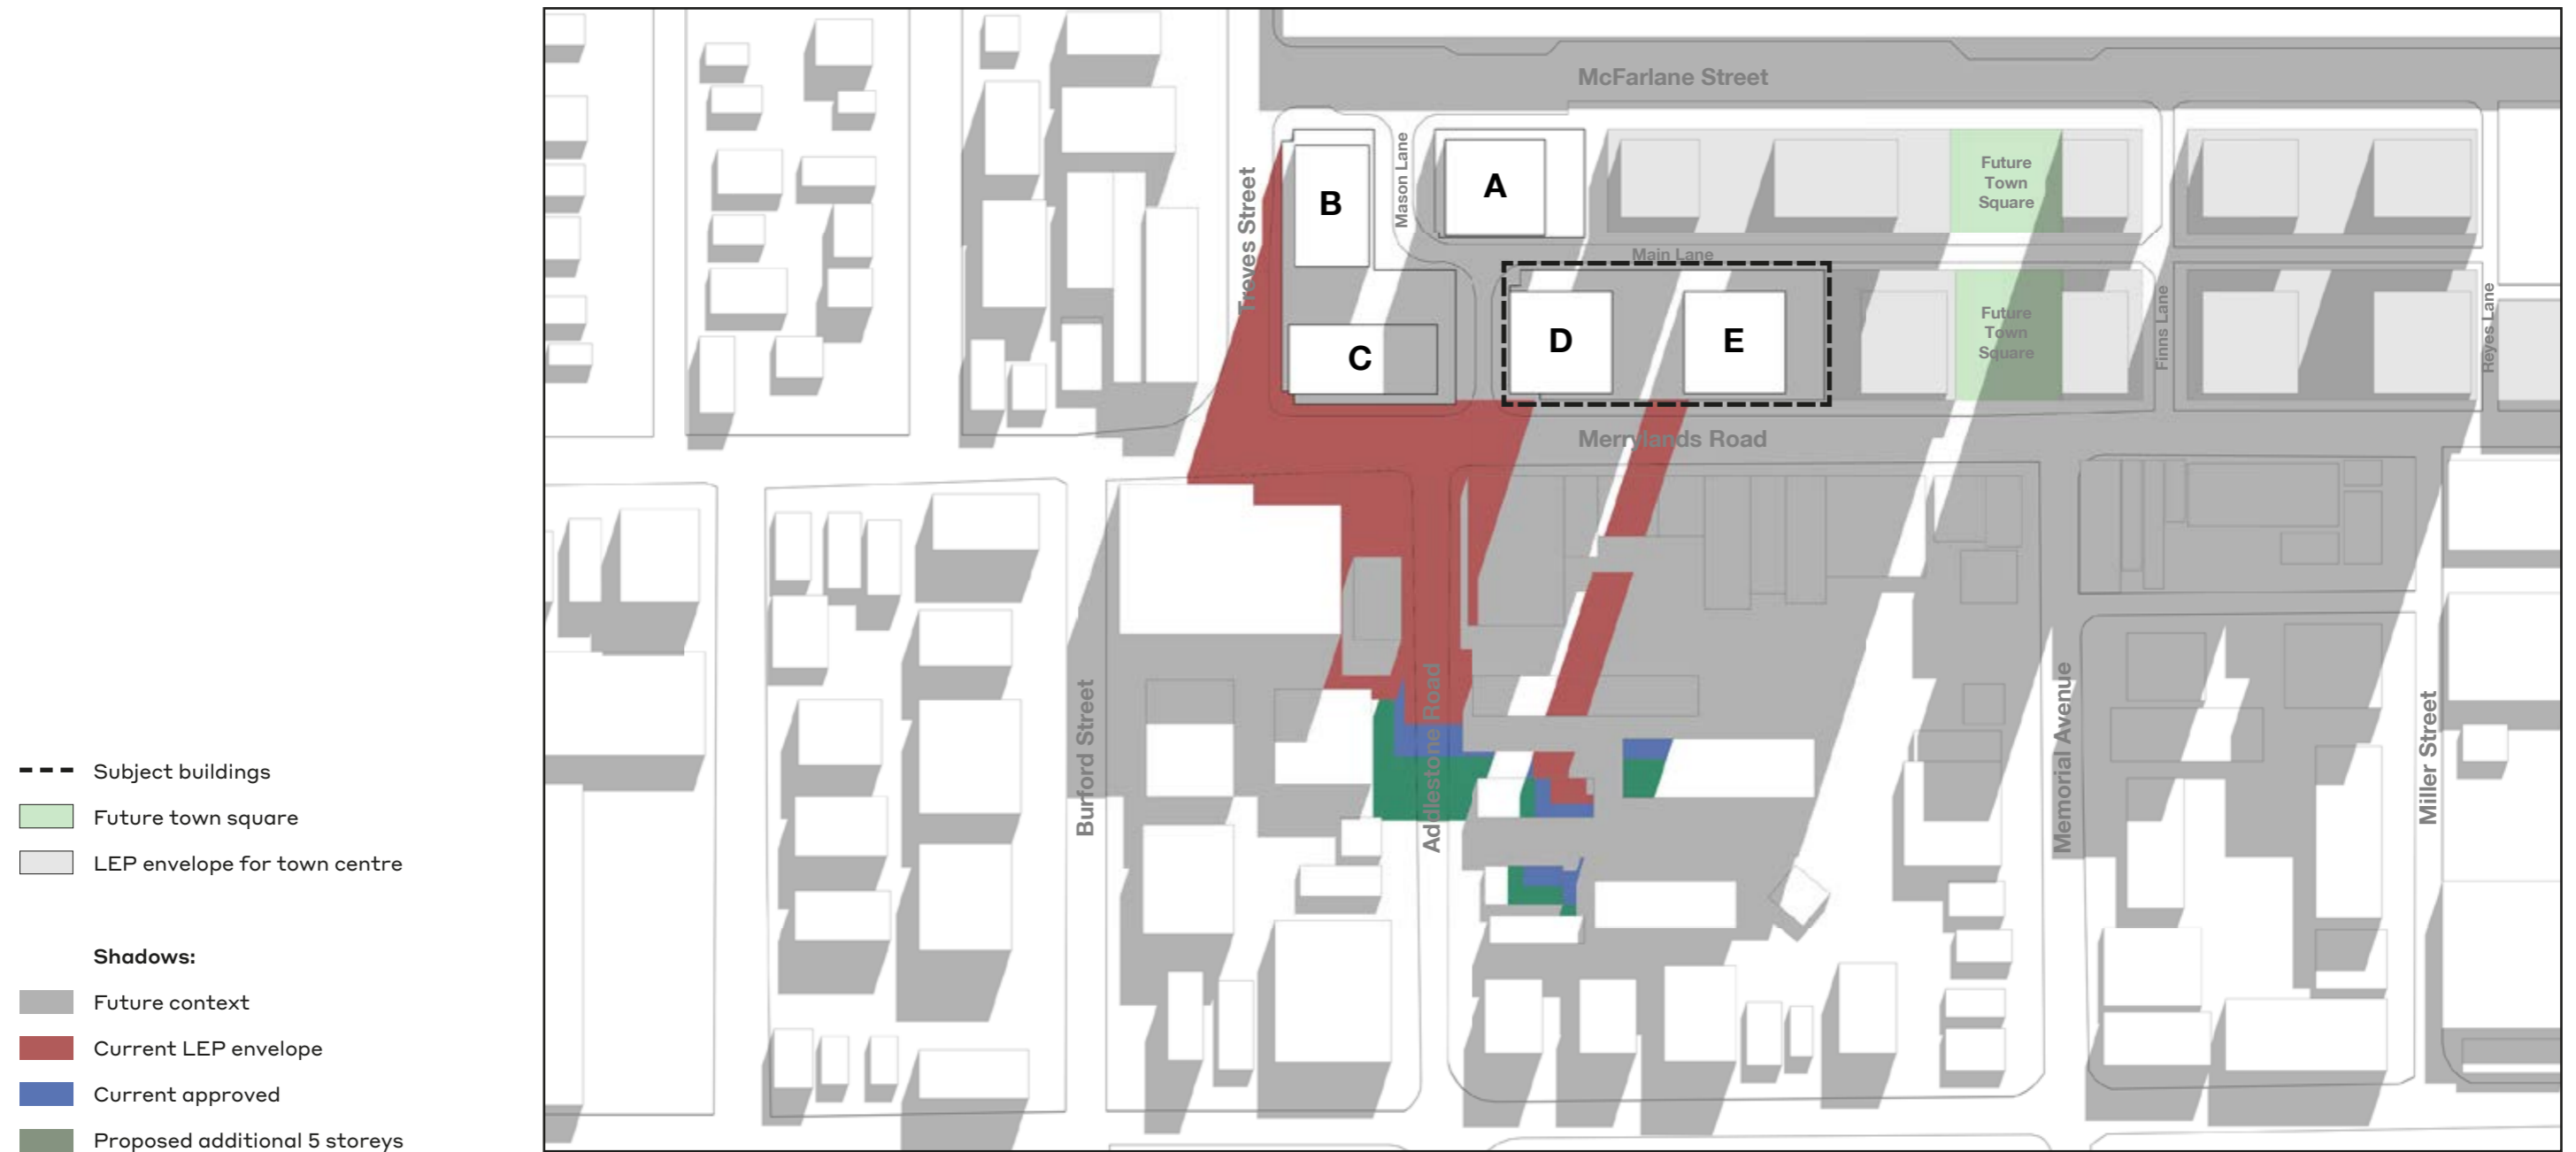 McFarlane Street
Treves Street
B
Mason Lane
A
Future
Town
Square
Main Lane
C
D
E
Future
Town
Square
Finns Lane
Reyes Lane
Merrylands Road
Burford Street
Addlestone Road
Memorial Avenue
Miller Street
Subject buildings
Future town square
LEP envelope for town centre
Shadows:
Future context
Current LEP envelope
Current approved
Proposed additional 5 storeys